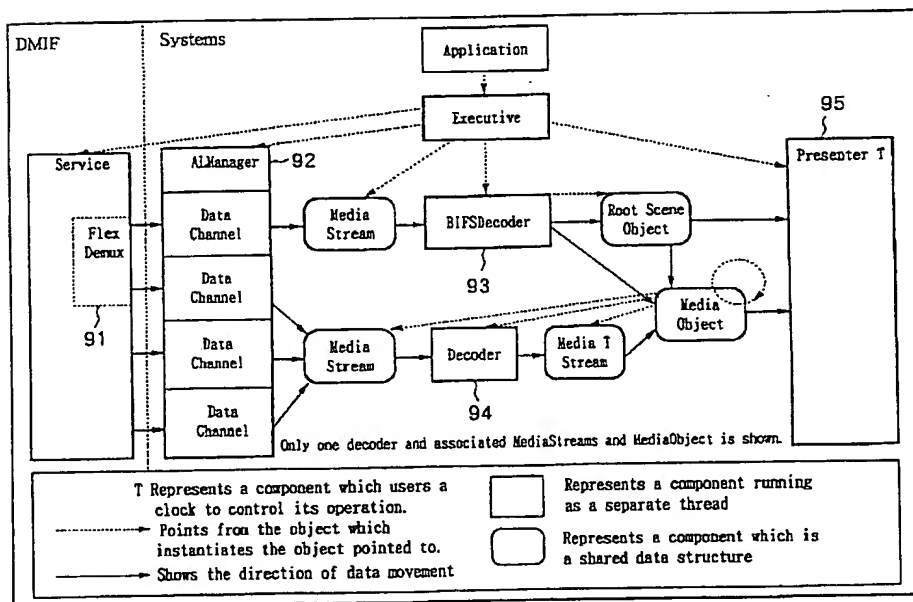 DMIF
Systems
Application
Executive
95
Service
ALManager
92
Presenter T
Data
Channel
Media
Stream
BIFSDecoder
Root Scene
Object
Flex
Demux
93
Data
Channel
Media
Object
91
Data
Channel
Media
Stream
Decoder
Media T
Stream
94
Data
Channel
Only one decoder and associated MediaStreams and MediaObject is shown.
T Represents a component which users a
clock to control its operation.
Points from the object which
instantiates the object pointed to.
Shows the direction of data movement
Represents a component running
as a separate thread
Represents a component which is
a shared data structure